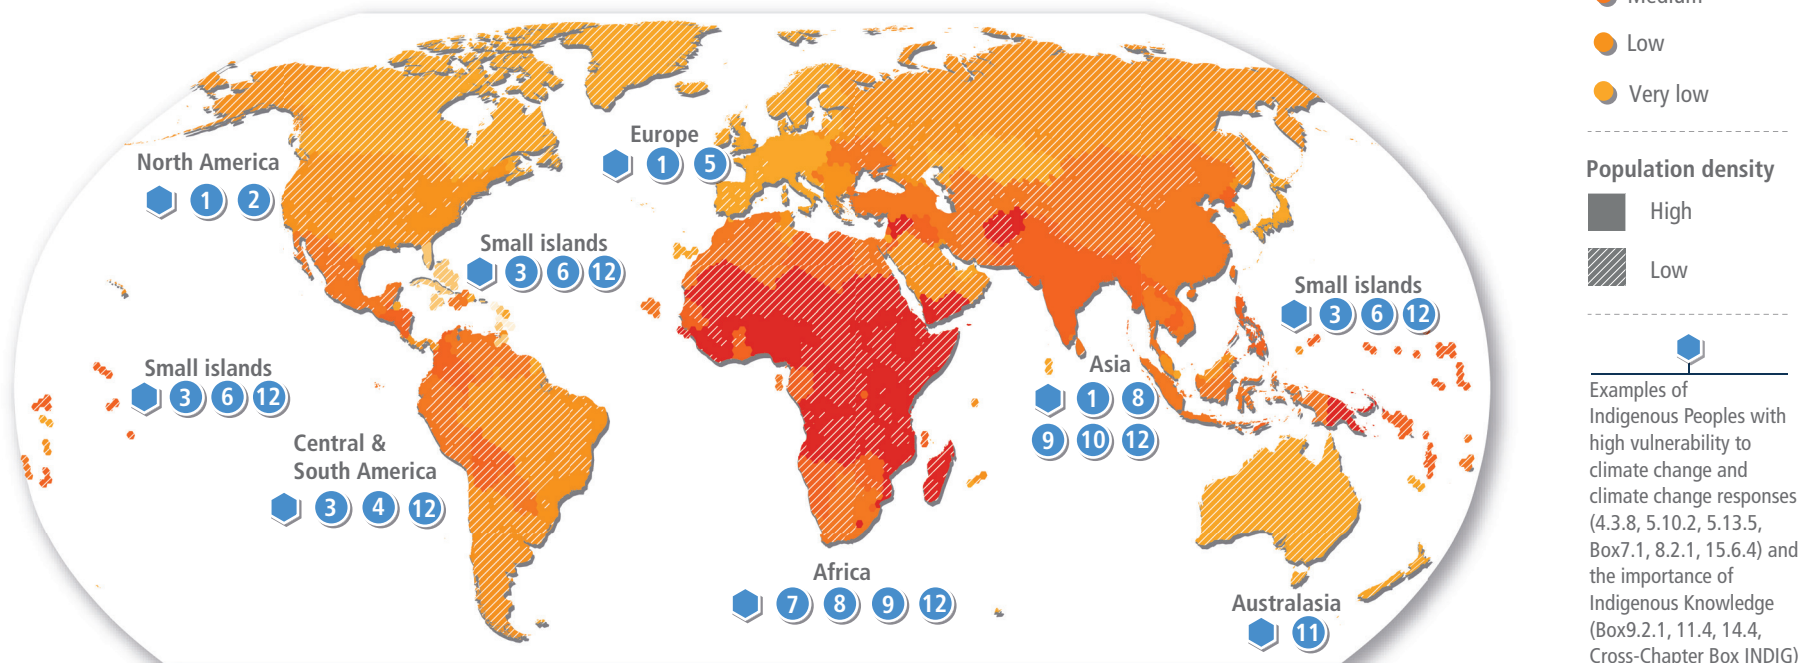 Medium
Low
Very low
Population density
High
Low
Examples of
Indigenous Peoples with
high vulnerability to
climate change and
climate change responses
(4.3.8, 5.10.2, 5.13.5,
Box7.1, 8.2.1, 15.6.4) and
the importance of
Indigenous Knowledge
(Box9.2.1, 11.4, 14.4,
Cross-Chapter Box INDIG)
North America
1 2
Europe
1 5
Small islands
3 6 12
Small islands
3 6 12
Small islands
3 6 12
Central &
South America
3 4 12
Asia
1 8
9 10 12
Africa
7 8 9 12
Australasia
11